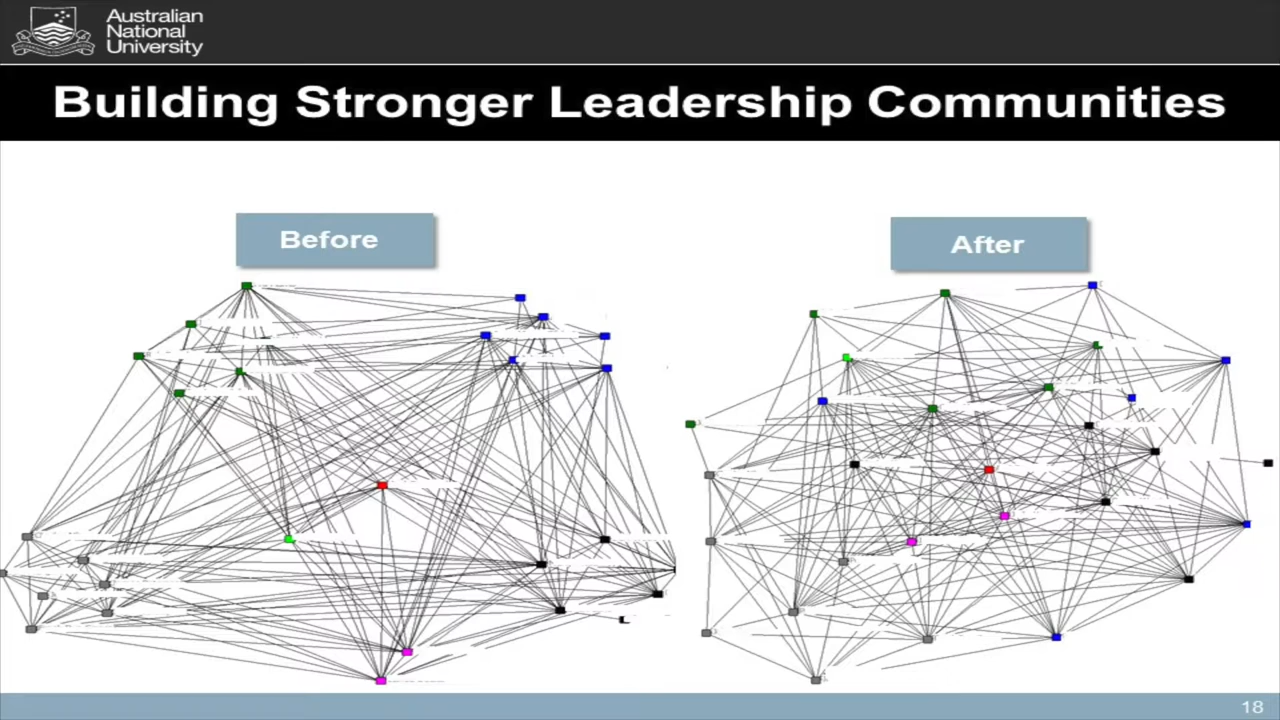 Australian
National
University
Building Stronger Leadership Communities
Before
After
18